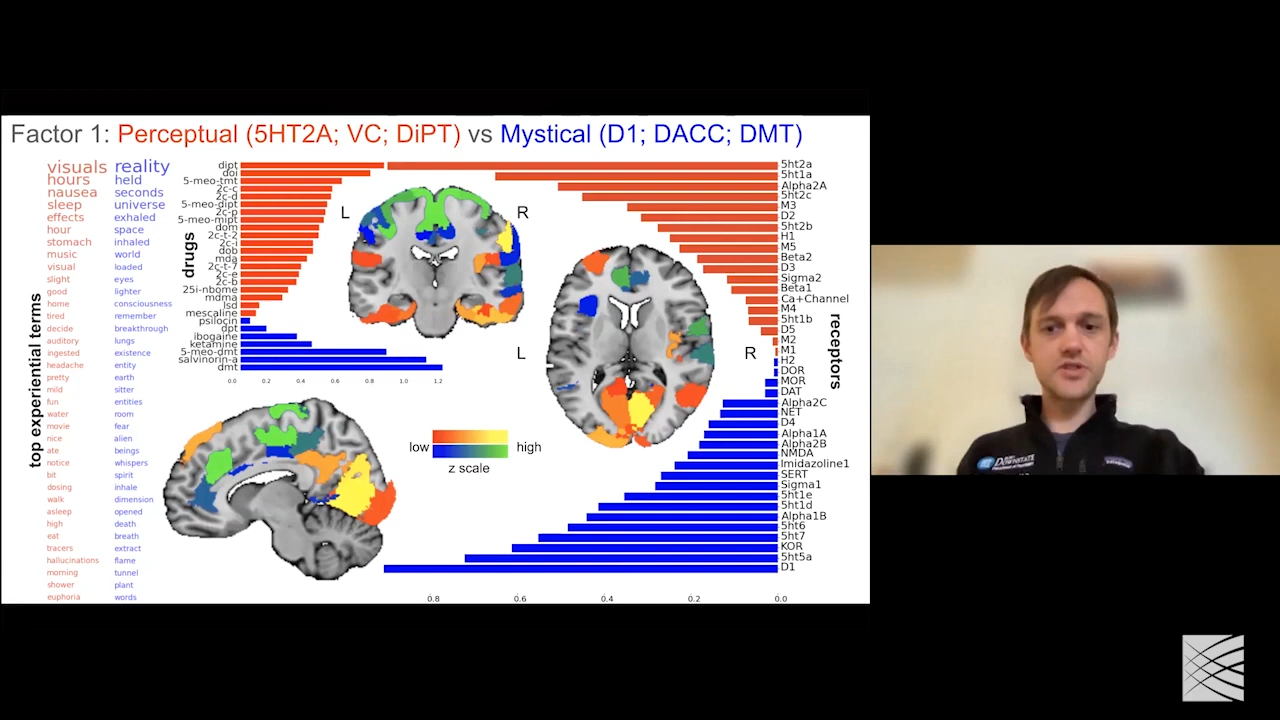 Factor 1: Perceptual (5HT2A; VC; DiPT) vs Mystical (D1; DACC; DMT)
top experiential terms
visuals
hours
nausea
sleep
effects
hour
stomach
music
visual
slight
good
home
tired
decide
auditory
ingested
headache
pretty
mild
fun
water
movie
nice
ate
notice
bit
dosing
walk
asleep
high
eat
tracers
hallucinations
morning
shower
euphoria
reality
held
seconds
universe
exhaled
space
inhaled
world
loaded
eyes
lighter
consciousness
remember
breakthrough
lungs
existence
entity
earth
sitter
entities
room
fear
alien
beings
whispers
spirit
inhale
dimension
opened
death
breath
extract
flame
tunnel
plant
words
drugs
dipt
doi
5-meo-tmt
2c-c
2c-d
5-meo-dipt
2c-p
5-meo-mipt
dom
2c-t-2
2c-i
dob
mda
2c-t-7
2c-e
2c-b
25i-nbome
mdma
lsd
mescaline
psilocin
dpt
ibogaine
ketamine
5-meo-dmt
salvinorin-a
dmt
0.0 0.2 0.4 0.6 0.8 1.0 1.2
L R
L R
low high
z scale
5ht2a
5ht1a
Alpha2A
5ht2c
M3
D2
5ht2b
H1
M5
Beta2
D3
Sigma2
Beta1
Ca+Channel
M4
5ht1b
D5
M2
M1
H2
DOR
MOR
DAT
Alpha2C
NET
D4
Alpha1A
Alpha2B
NMDA
Imidazoline1
SERT
Sigma1
5ht1e
5ht1d
Alpha1B
5ht6
5ht7
KOR
5ht5a
D1
receptors
0.8 0.6 0.4 0.2 0.0
DOWNSTATE